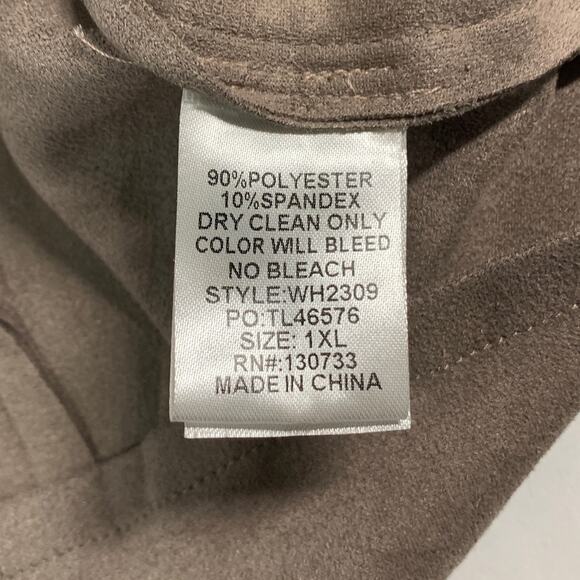 90%POLYESTER
10%SPANDEX
DRY CLEAN ONLY
COLOR WILL BLEED
NO BLEACH
STYLE:WH2309
PO:TL46576
SIZE: 1XL
RN#:130733
MADE IN CHINA